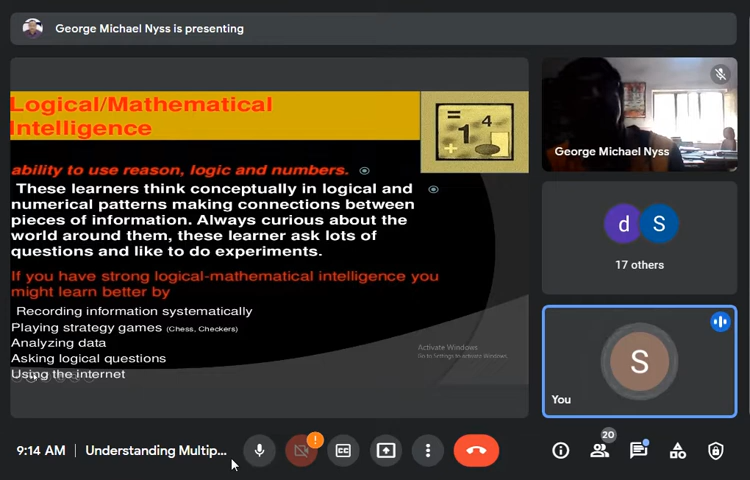 George Michael Nyss is presenting
Logical/Mathematical
Intelligence
=
4
1
+
ability to use reason, logic and numbers.
These learners think conceptually in logical and
numerical patterns making connections between
pieces of information. Always curious about the
world around them, these learner ask lots of
questions and like to do experiments.
If you have strong logical-mathematical intelligence you
might learn better by
Recording information systematically
Playing strategy games (Chess, Checkers)
Analyzing data
Asking logical questions
Using the internet
Activate Windows
Go to Settings to activate Windows.
George Michael Nyss
d S
17 others
S
You
9:14 AM | Understanding Multip...
!
20